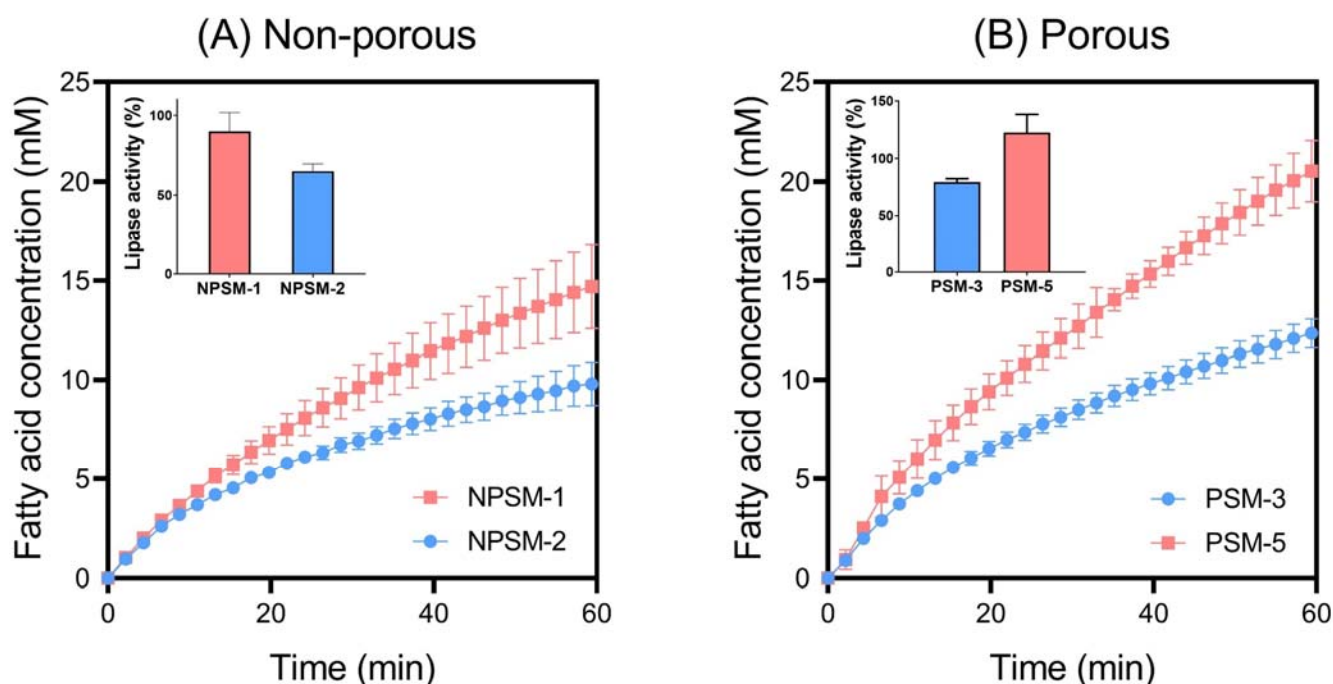 (A) Non-porous
Fatty acid concentration (mM)
25
20
15
10
5
0
0
20
40
60
Time (min)
Lipase activity (%)
100
50
0
NPSM-1
NPSM-2
NPSM-1
NPSM-2
(B) Porous
Fatty acid concentration (mM)
25
20
15
10
5
0
0
20
40
60
Time (min)
Lipase activity (%)
150
100
50
0
PSM-3
PSM-5
PSM-3
PSM-5